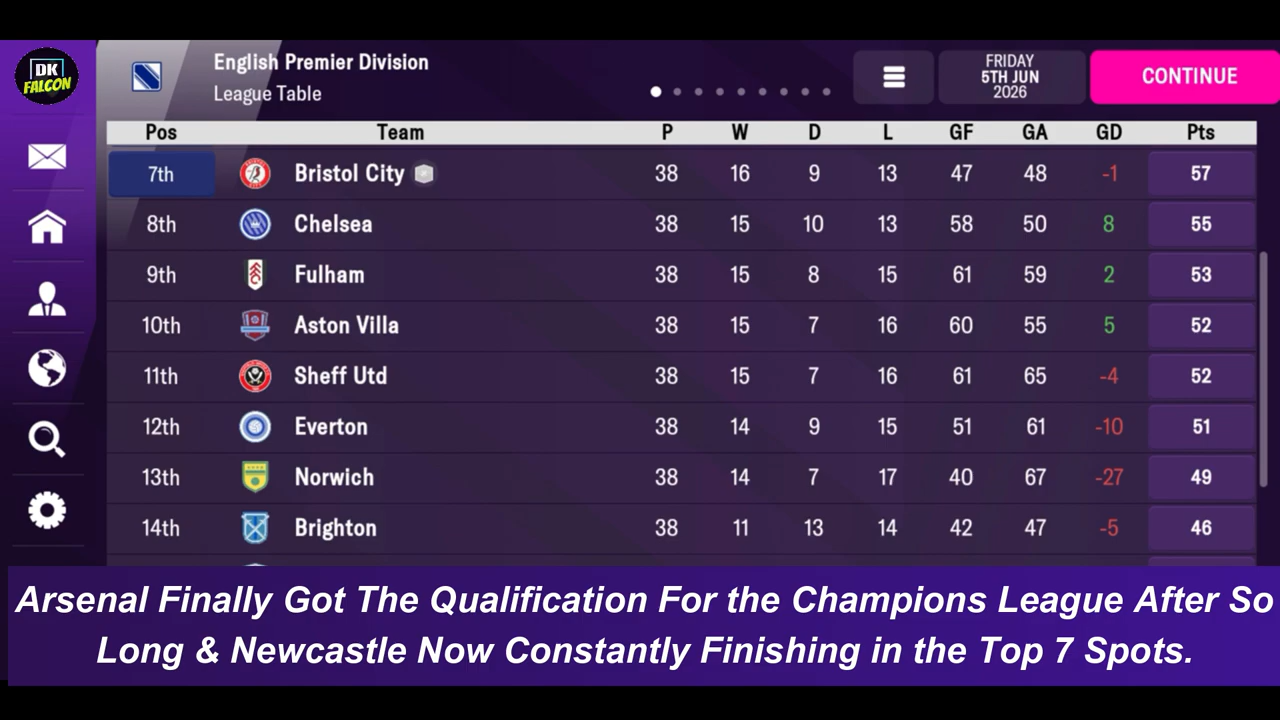 DK
FALCON
English Premier Division
League Table
FRIDAY
5TH JUN
2026
CONTINUE
Pos Team P W D L GF GA GD Pts
7th Bristol City 38 16 9 13 47 48 -1 57
8th Chelsea 38 15 10 13 58 50 8 55
9th Fulham 38 15 8 15 61 59 2 53
10th Aston Villa 38 15 7 16 60 55 5 52
11th Sheff Utd 38 15 7 16 61 65 -4 52
12th Everton 38 14 9 15 51 61 -10 51
13th Norwich 38 14 7 17 40 67 -27 49
14th Brighton 38 11 13 14 42 47 -5 46
Arsenal Finally Got The Qualification For the Champions League After So
Long & Newcastle Now Constantly Finishing in the Top 7 Spots.